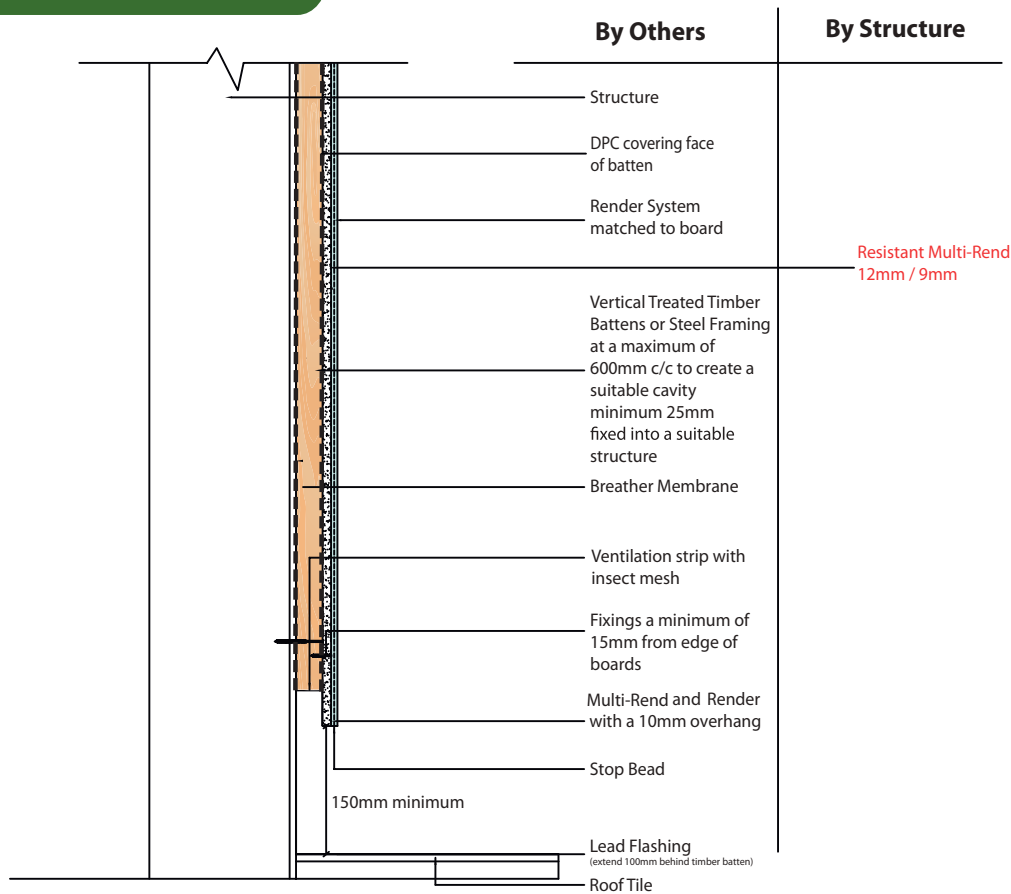 By Others
By Structure
Structure
DPC covering face
of batten
Render System
matched to board
Resistant Multi-Rend
12mm / 9mm
Vertical Treated Timber
Battens or Steel Framing
at a maximum of
600mm c/c to create a
suitable cavity
minimum 25mm
fixed into a suitable
structure
Breather Membrane
Ventilation strip with
insect mesh
Fixings a minimum of
15mm from edge of
boards
Multi-Rend and Render
with a 10mm overhang
Stop Bead
150mm minimum
Lead Flashing
(extend 100mm behind timber batten)
Roof Tile